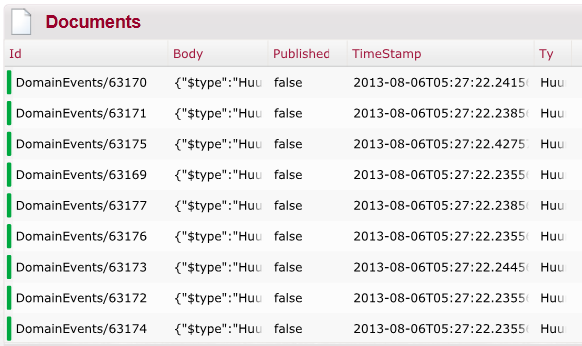 Documents
Id Body Published TimeStamp Ty
DomainEvents/63170 {"$type":"Huu false 2013-08-06T05:27:22.2415 Huu
DomainEvents/63171 {"$type":"Huu false 2013-08-06T05:27:22.2385 Huu
DomainEvents/63175 {"$type":"Huu false 2013-08-06T05:27:22.4275 Huu
DomainEvents/63169 {"$type":"Huu false 2013-08-06T05:27:22.2355 Huu
DomainEvents/63177 {"$type":"Huu false 2013-08-06T05:27:22.2385 Huu
DomainEvents/63176 {"$type":"Huu false 2013-08-06T05:27:22.2355 Huu
DomainEvents/63173 {"$type":"Huu false 2013-08-06T05:27:22.2445 Huu
DomainEvents/63172 {"$type":"Huu false 2013-08-06T05:27:22.2355 Huu
DomainEvents/63174 {"$type":"Huu false 2013-08-06T05:27:22.2355 Huu